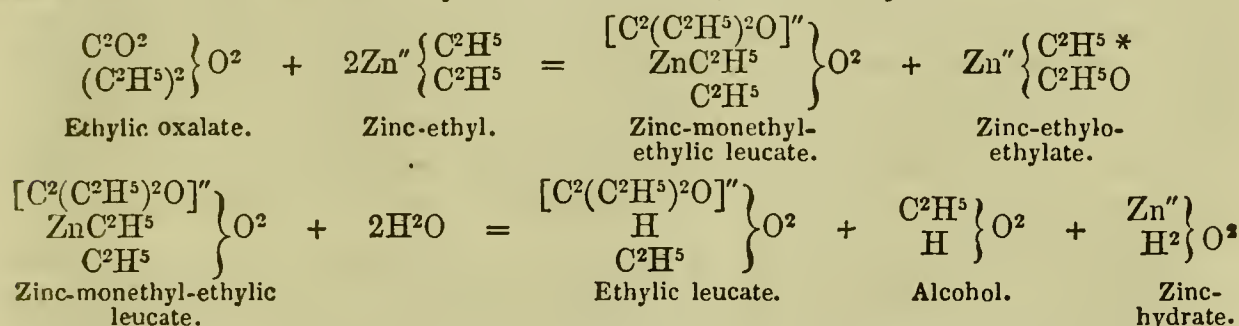 C²O² (C²H⁵)² } O² + 2Zn″ { C²H⁵ C²H⁵ = [C²(C²H⁵)²O]″ ZnC²H⁵ C²H⁵ } O² + Zn″ { C²H⁵ * C²H⁵O
Ethylic oxalate. Zinc-ethyl. Zinc-monethyl-ethylic leucate. Zinc-ethylo-ethylate.
[C²(C²H⁵)²O]″ ZnC²H⁵ C²H⁵ } O² + 2H²O = [C²(C²H⁵)²O]″ H C²H⁵ } O² + C²H⁵ H } O² + Zn″ H² } O²
Zinc-monethyl-ethylic leucate. Ethylic leucate. Alcohol. Zinc-hydrate.